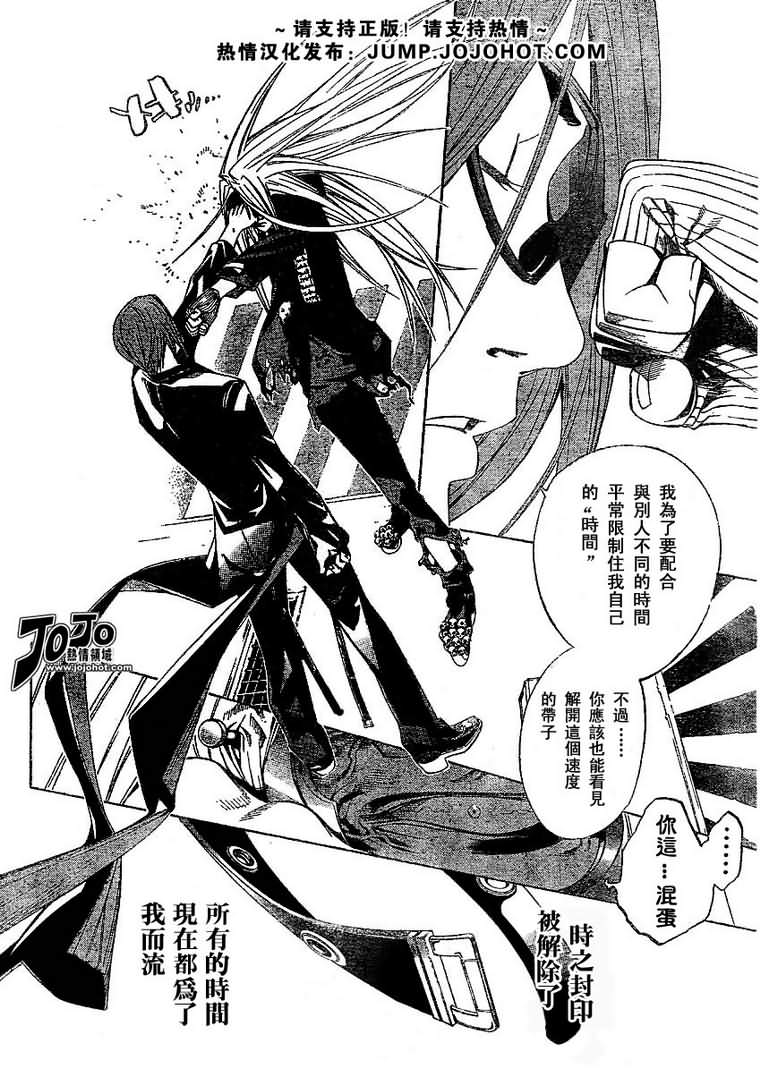 ~请支持正版！请支持热情~
热情汉化发布：JUMP.JOJOHOT.COM
我為了要配合
與別人不同的時間
平常限制住我自己
的“時間”
不過……
你應該也能看見
解開這個速度
的帶子
……
你這…混蛋
JOJO
熱情領域
www.jojohot.com
時之封印
被解除了
所有的時間
現在都為了
我而流